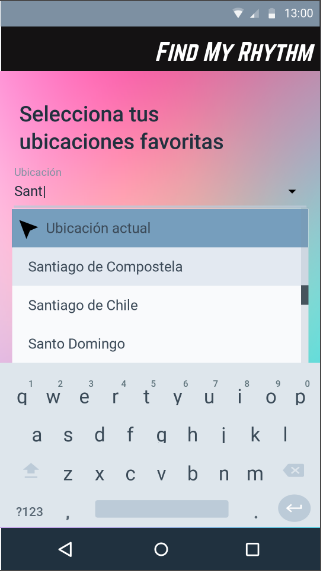 13:00
FIND MY RHYTHM
Selecciona tus
ubicaciones favoritas
Ubicación
Sant
Ubicación actual
Santiago de Compostela
Santiago de Chile
Santo Domingo
1 2 3 4 5 6 7 8 9 0
q w e r t y u i o p
a s d f g h j k l
z x c v b n m
?123 , .